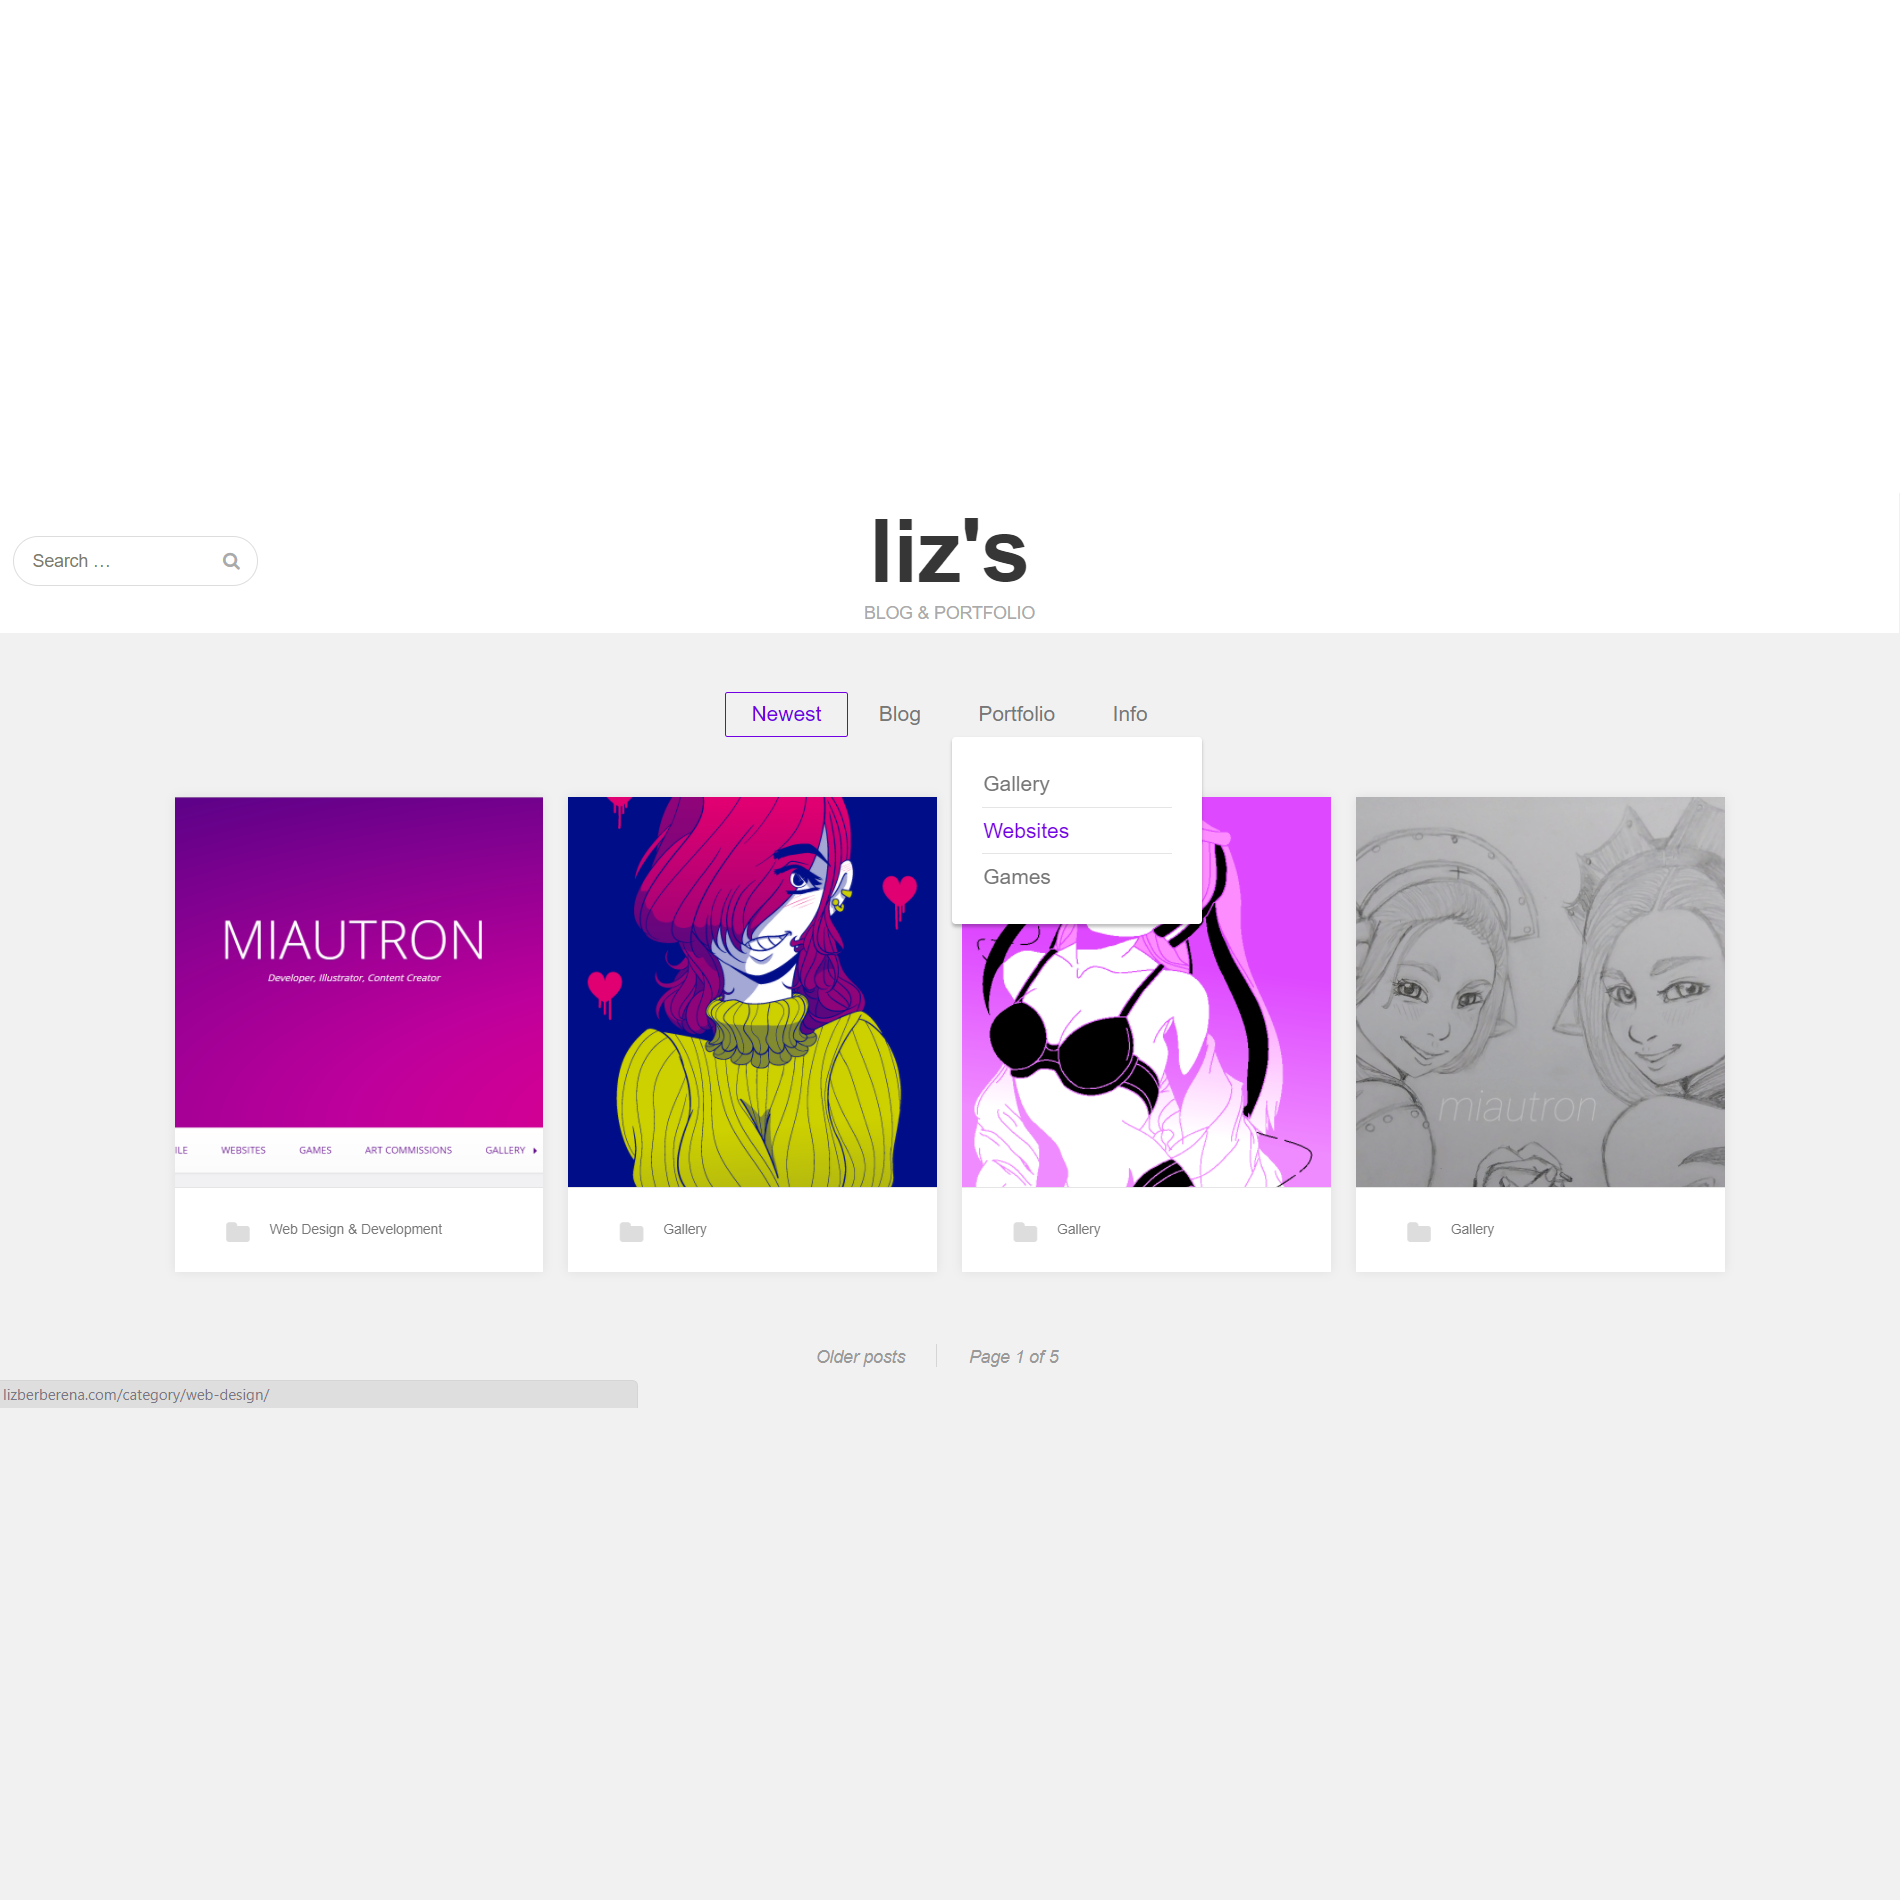 liz's
Search …
BLOG & PORTFOLIO
Newest
Blog
Portfolio
Info
Gallery
Websites
Games
MIAUTRON
Developer, Illustrator, Content Creator
ILE
WEBSITES
GAMES
ART COMMISSIONS
GALLERY
miautron
Web Design & Development
Gallery
Gallery
Gallery
Older posts
Page 1 of 5
lizberberena.com/category/web-design/